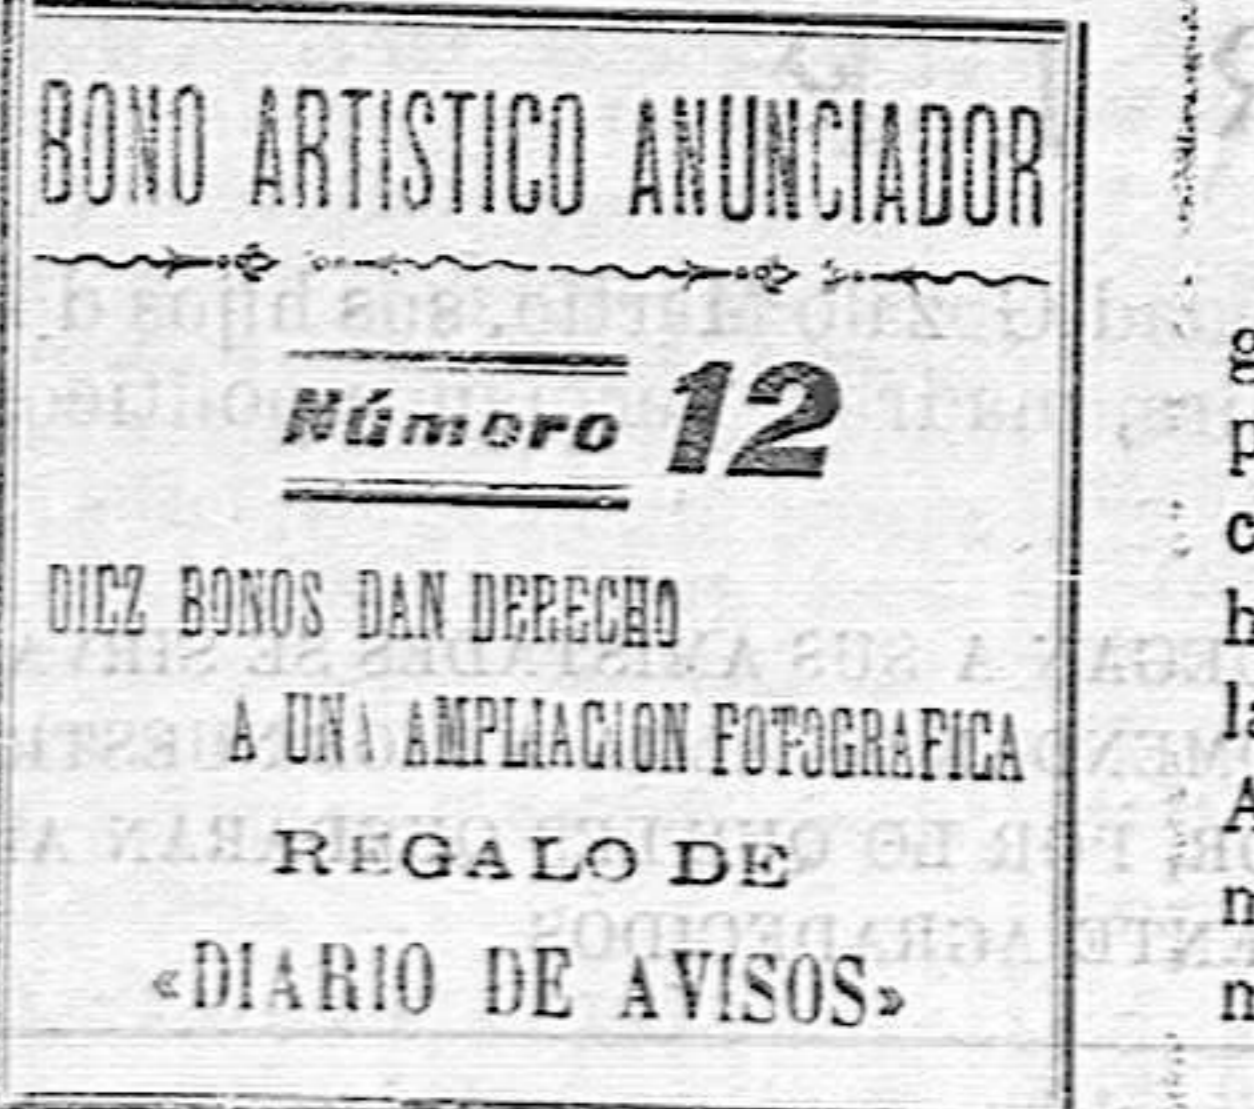 BONO ARTISTICO ANUNCIADOR
Número 12
DIEZ BONOS DAN DERECHO
A UNA AMPLIACION FOTOGRAFICA
REGALO DE
«DIARIO DE AVISOS»